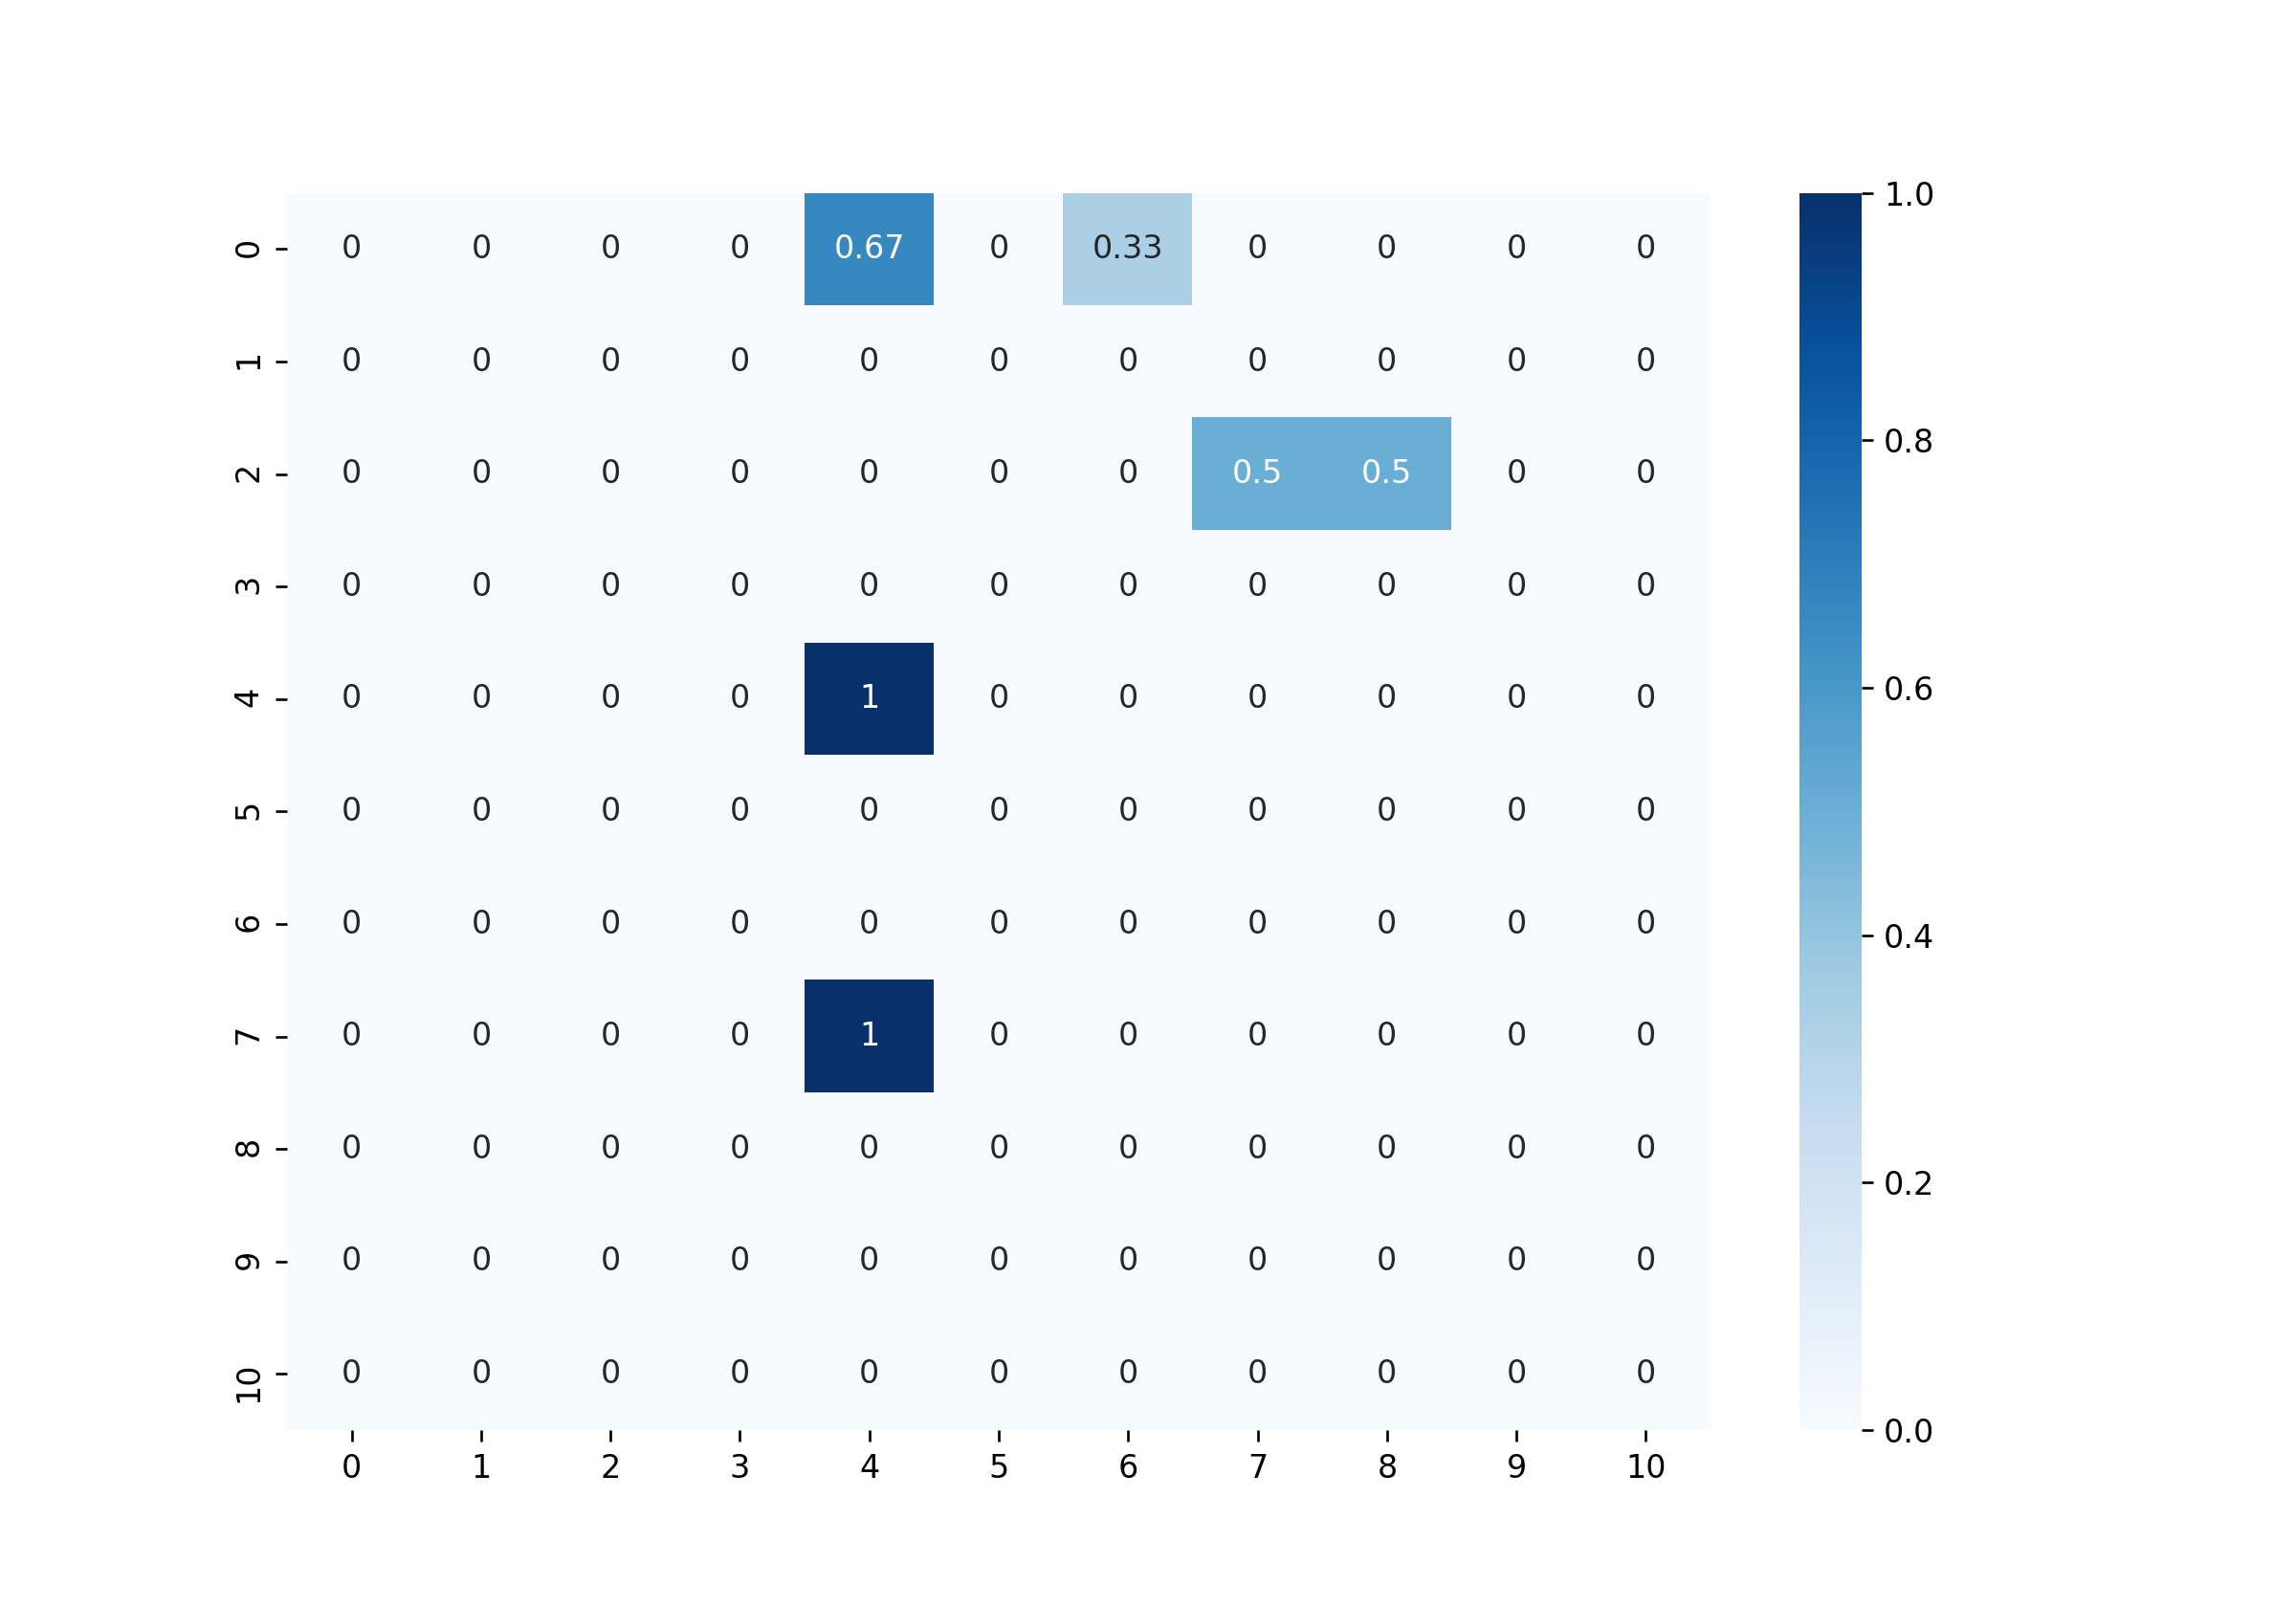 1.0
0 0 0 0 0 0.67 0 0.33 0 0 0 0
1 0 0 0 0 0 0 0 0 0 0 0
0.8
2 0 0 0 0 0 0 0 0.5 0.5 0 0
3 0 0 0 0 0 0 0 0 0 0 0
0.6
4 0 0 0 0 1 0 0 0 0 0 0
5 0 0 0 0 0 0 0 0 0 0 0
0.4
6 0 0 0 0 0 0 0 0 0 0 0
7 0 0 0 0 1 0 0 0 0 0 0
8 0 0 0 0 0 0 0 0 0 0 0
0.2
9 0 0 0 0 0 0 0 0 0 0 0
10 0 0 0 0 0 0 0 0 0 0 0
0.0
0 1 2 3 4 5 6 7 8 9 10